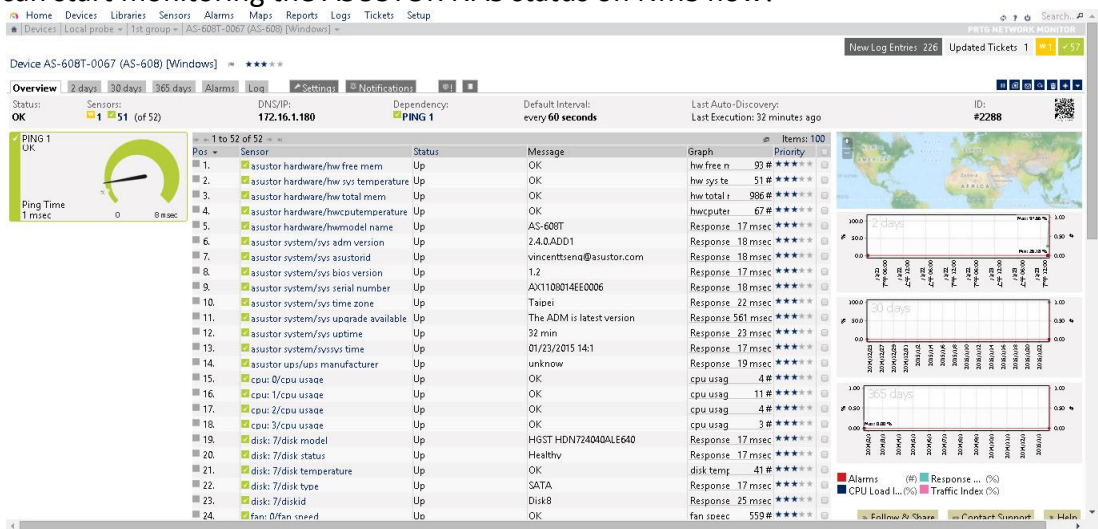 can start monitoring the ASUSTOR NAS status on NMS now.
Home Devices Libraries Sensors Alarms Maps Reports Logs Tickets Setup Search...
Devices Local probe 1st group AS-608T-0067 (AS-608) [Windows] PRTG NETWORK MONITOR
New Log Entries 226 Updated Tickets 1 1 57
Device AS-608T-0067 (AS-608) [Windows]
Overview 2 days 30 days 365 days Alarms Log Settings Notifications
Status: Sensors: DNS/IP: Dependency: Default Interval: Last Auto-Discovery: ID:
OK 1 51 (of 52) 172.16.1.180 PING 1 every 60 seconds Last Execution: 32 minutes ago #2288
PING 1
OK
Ping Time
1 msec 0 8 msec
1 to 52 of 52 Items: 100
Pos Sensor Status Message Graph Priority
1. asustor hardware/hw free mem Up OK hw free n 93 #
2. asustor hardware/hw sys temperature Up OK hw sys te 51 #
3. asustor hardware/hw total mem Up OK hw total r 986 #
4. asustor hardware/hwcputemperature Up OK hwcputer 67 #
5. asustor hardware/hwmodel name Up AS-608T Response 17 msec
6. asustor system/sys adm version Up 2.4.0.ADD1 Response 18 msec
7. asustor system/sys asustorid Up vincenttseng@asustor.com Response 18 msec
8. asustor system/sys bios version Up 1.2 Response 17 msec
9. asustor system/sys serial number Up AX1108014EE0006 Response 18 msec
10. asustor system/sys time zone Up Taipei Response 22 msec
11. asustor system/sys upgrade available Up The ADM is latest version Response 561 msec
12. asustor system/sys uptime Up 32 min Response 23 msec
13. asustor system/syssys time Up 01/23/2015 14:1 Response 17 msec
14. asustor ups/ups manufacturer Up unknow Response 19 msec
15. cpu: 0/cpu usage Up OK cpu usag 4 #
16. cpu: 1/cpu usage Up OK cpu usag 11 #
17. cpu: 2/cpu usage Up OK cpu usag 4 #
18. cpu: 3/cpu usage Up OK cpu usag 3 #
19. disk: 7/disk model Up HGST HDN724040ALE640 Response 17 msec
20. disk: 7/disk status Up Healthy Response 17 msec
21. disk: 7/disk temperature Up OK disk temp 41 #
22. disk: 7/disk type Up SATA Response 17 msec
23. disk: 7/diskid Up Disk8 Response 25 msec
24. fan: 0/fan speed Up OK fan speec 559 #
AFRICA
2 days
30 days
365 days
Alarms (#) Response ... (%)
CPU Load I...(%) Traffic Index (%)
Follow & Share Contact Support Help